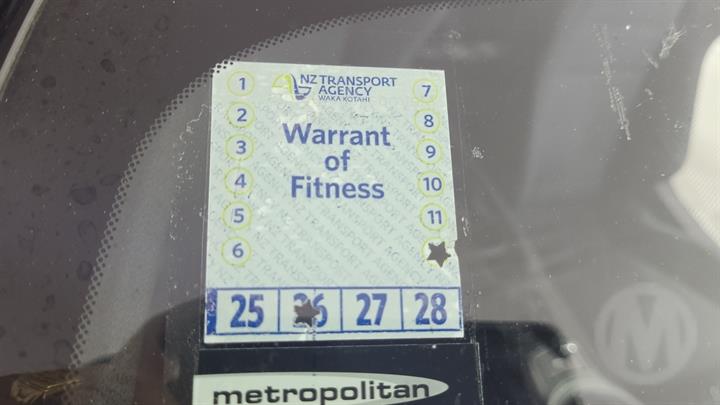 NZ TRANSPORT
AGENCY
WAKA KOTAHI
Warrant
of
Fitness
1
2
3
4
5
6
7
8
9
10
11
25 26 27 28
metropolitan
M